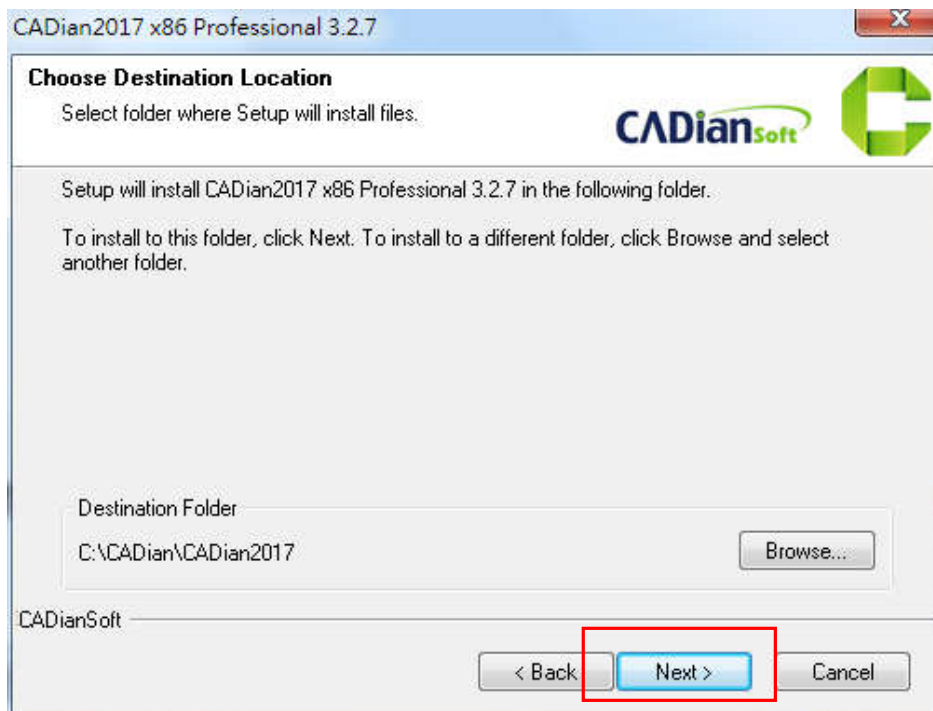 CADian2017 x86 Professional 3.2.7
x
Choose Destination Location
Select folder where Setup will install files.
CADianSoft
Setup will install CADian2017 x86 Professional 3.2.7 in the following folder.
To install to this folder, click Next. To install to a different folder, click Browse and select
another folder.
Destination Folder
C:\CADian\CADian2017
Browse...
CADianSoft
< Back
Next >
Cancel